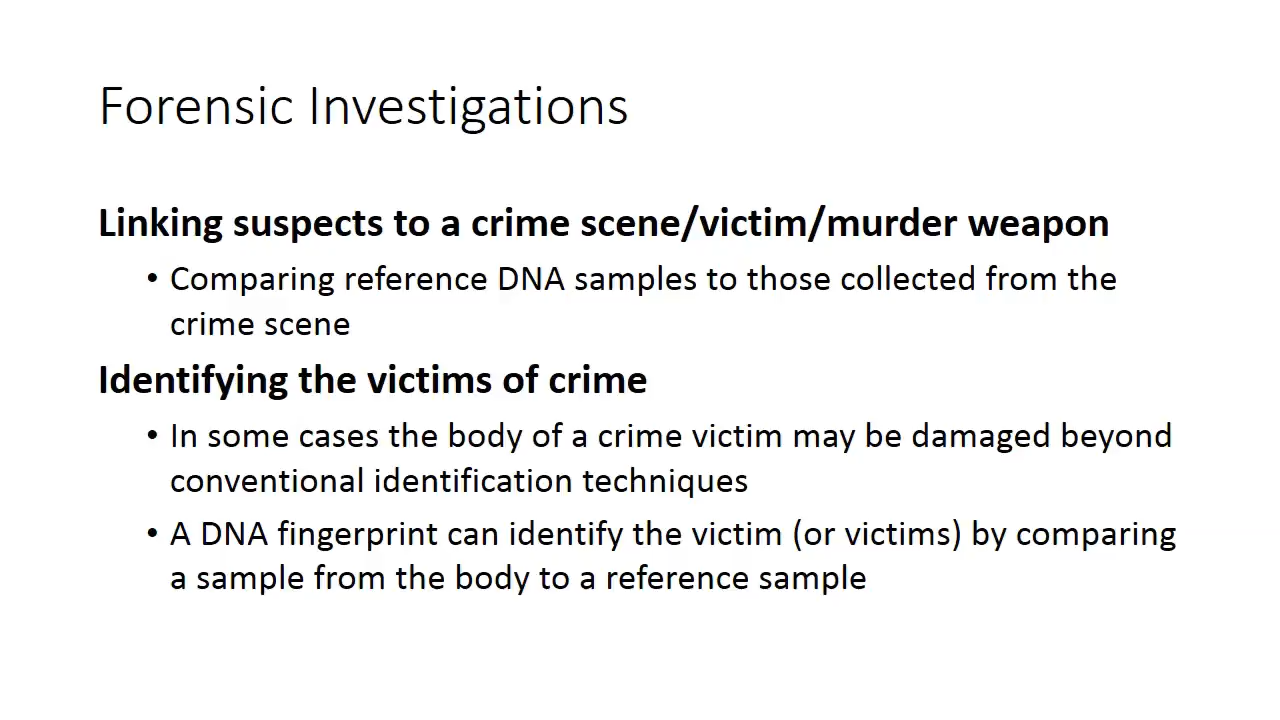 Forensic Investigations
Linking suspects to a crime scene/victim/murder weapon
• Comparing reference DNA samples to those collected from the
crime scene
Identifying the victims of crime
• In some cases the body of a crime victim may be damaged beyond
conventional identification techniques
• A DNA fingerprint can identify the victim (or victims) by comparing
a sample from the body to a reference sample